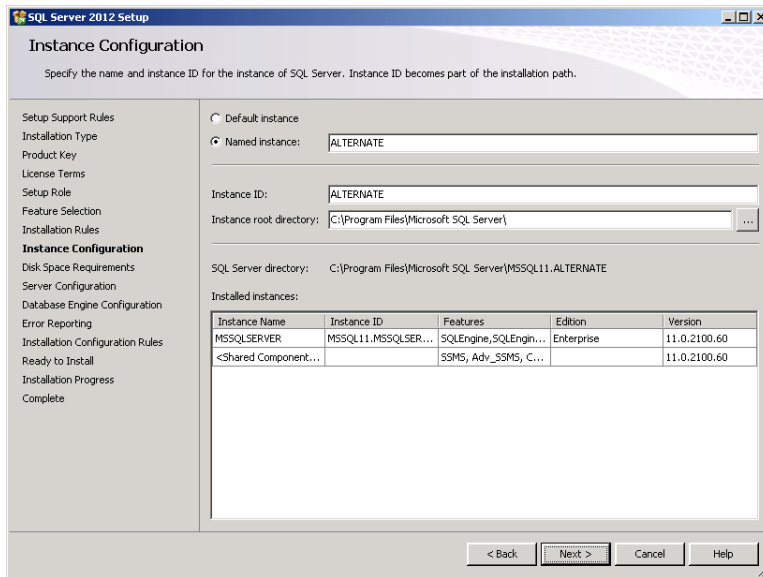 SQL Server 2012 Setup
Instance Configuration
Specify the name and instance ID for the instance of SQL Server. Instance ID becomes part of the installation path.
Setup Support Rules
Installation Type
Product Key
License Terms
Setup Role
Feature Selection
Installation Rules
Instance Configuration
Disk Space Requirements
Server Configuration
Database Engine Configuration
Error Reporting
Installation Configuration Rules
Ready to Install
Installation Progress
Complete
Default instance
Named instance: ALTERNATE
Instance ID: ALTERNATE
Instance root directory: C:\Program Files\Microsoft SQL Server\ ...
SQL Server directory: C:\Program Files\Microsoft SQL Server\MSSQL11.ALTERNATE
Installed instances:
Instance Name Instance ID Features Edition Version
MSSQLSERVER MSSQL11.MSSQLSER... SQLEngine,SQLEngin... Enterprise 11.0.2100.60
<Shared Component... SSMS, Adv_SSMS, C... 11.0.2100.60
< Back Next > Cancel Help